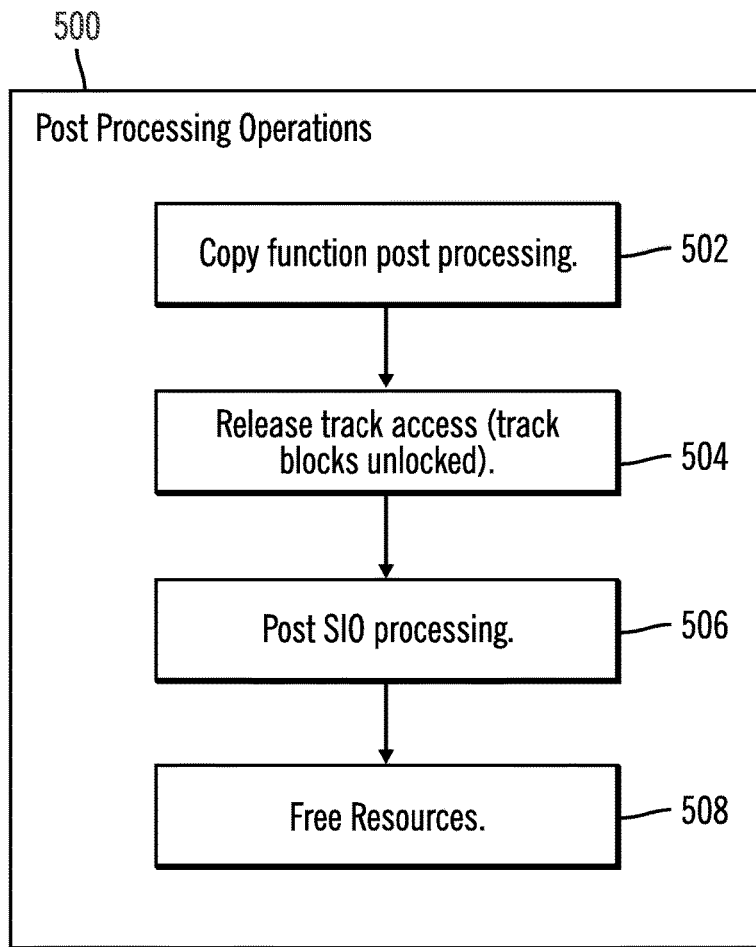 500
Post Processing Operations
Copy function post processing.
502
Release track access (track
blocks unlocked).
504
Post SIO processing.
506
Free Resources.
508